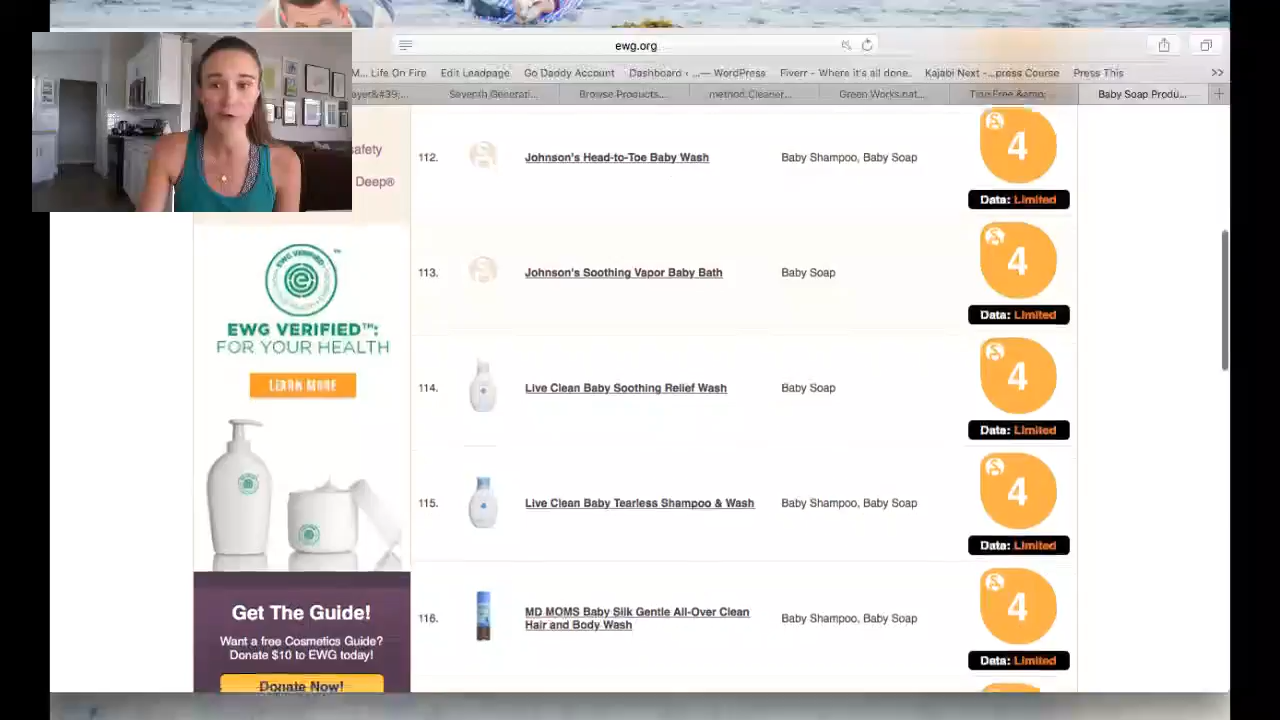 ewg.org
M... Life On Fire
Edit Leadpage
Go Daddy Account
Dashboard ‹ ...— WordPress
Fiverr - Where it's all done.
Kajabi Next -...press Course
Press This
ayer&#39;...
Seventh Generati...
Browse Products...
method Cleaner...
Green Works nat...
Baby Soap Produ...
safety
Deep®
112.
Johnson's Head-to-Toe Baby Wash
Baby Shampoo, Baby Soap
4
Data: Limited
113.
Johnson's Soothing Vapor Baby Bath
Baby Soap
4
Data: Limited
EWG VERIFIED™:
FOR YOUR HEALTH
LEARN MORE
114.
Live Clean Baby Soothing Relief Wash
Baby Soap
4
Data: Limited
115.
Live Clean Baby Tearless Shampoo & Wash
Baby Shampoo, Baby Soap
4
Data: Limited
116.
MD MOMS Baby Silk Gentle All-Over Clean
Hair and Body Wash
Baby Shampoo, Baby Soap
4
Data: Limited
Get The Guide!
Want a free Cosmetics Guide?
Donate $10 to EWG today!
Donate Now!